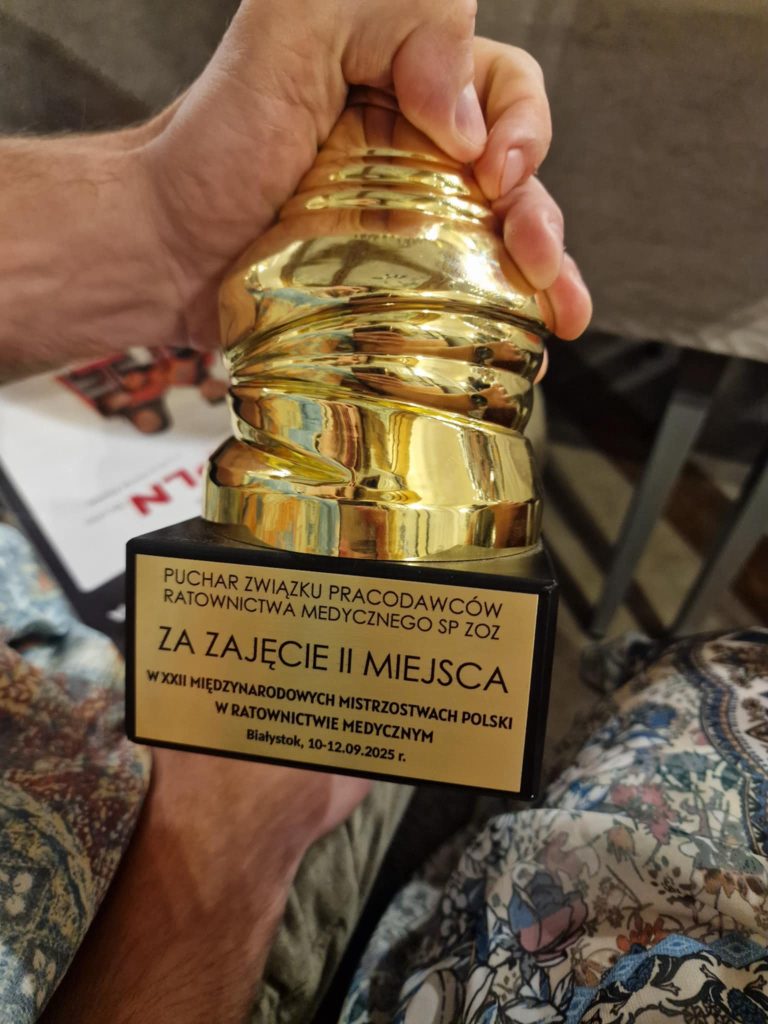 PUCHAR ZWIĄZKU PRACODAWCÓW
RATOWNICTWA MEDYCZNEGO SP ZOZ
ZA ZAJĘCIE II MIEJSCA
W XXII MIĘDZYNARODOWYCH MISTRZOSTWACH POLSKI
W RATOWNICTWIE MEDYCZNYM
Białystok, 10-12.09.2025 r.
PLN